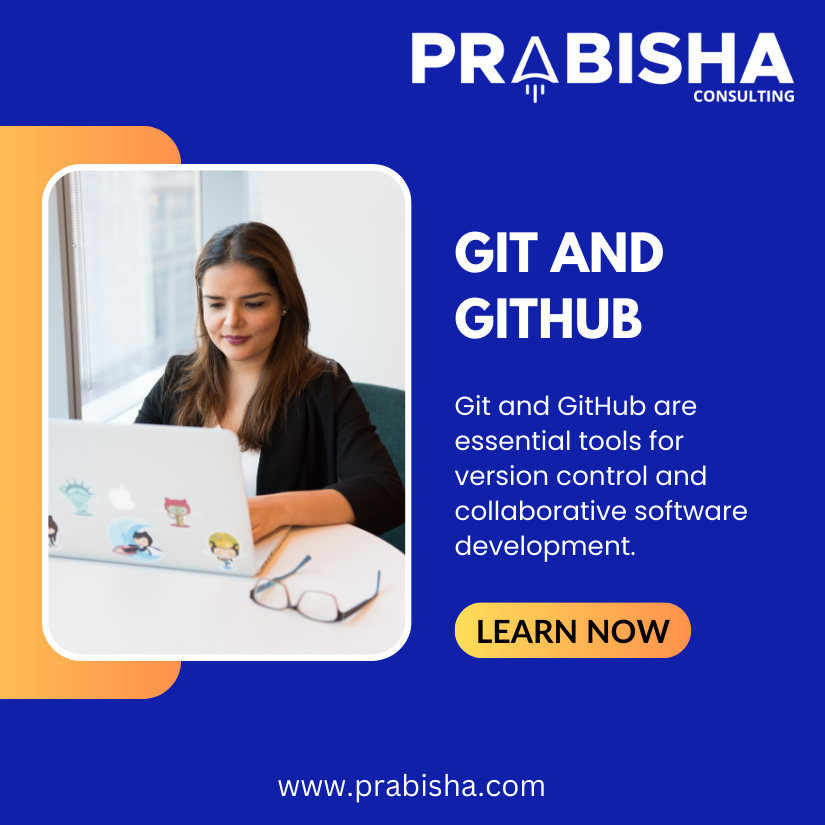 PRABISHA
CONSULTING
GIT AND
GITHUB
Git and GitHub are
essential tools for
version control and
collaborative software
development.
LEARN NOW
www.prabisha.com